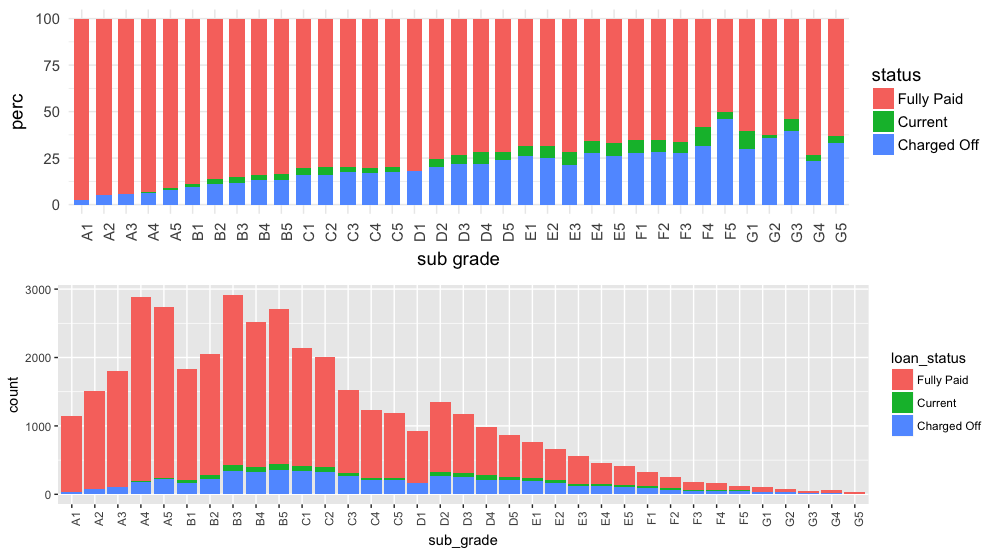 100
75
50
25
0
perc
A1 A2 A3 A4 A5 B1 B2 B3 B4 B5 C1 C2 C3 C4 C5 D1 D2 D3 D4 D5 E1 E2 E3 E4 E5 F1 F2 F3 F4 F5 G1 G2 G3 G4 G5
sub grade
status
Fully Paid
Current
Charged Off
3000
2000
1000
0
count
A1 A2 A3 A4 A5 B1 B2 B3 B4 B5 C1 C2 C3 C4 C5 D1 D2 D3 D4 D5 E1 E2 E3 E4 E5 F1 F2 F3 F4 F5 G1 G2 G3 G4 G5
sub_grade
loan_status
Fully Paid
Current
Charged Off